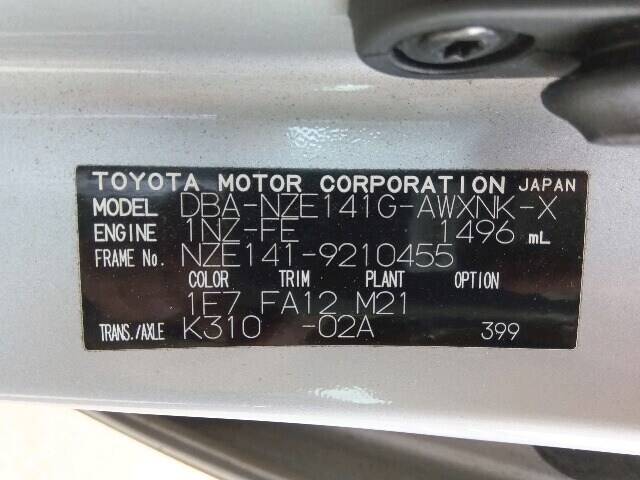 TOYOTA MOTOR CORPORATION JAPAN
MODEL DBA-NZE141G-AWXNK-X
ENGINE 1NZ-FE 1496 mL
FRAME No. NZE141-9210455
COLOR TRIM PLANT OPTION
1F7 FA12 M21
TRANS./AXLE K310 -02A 399